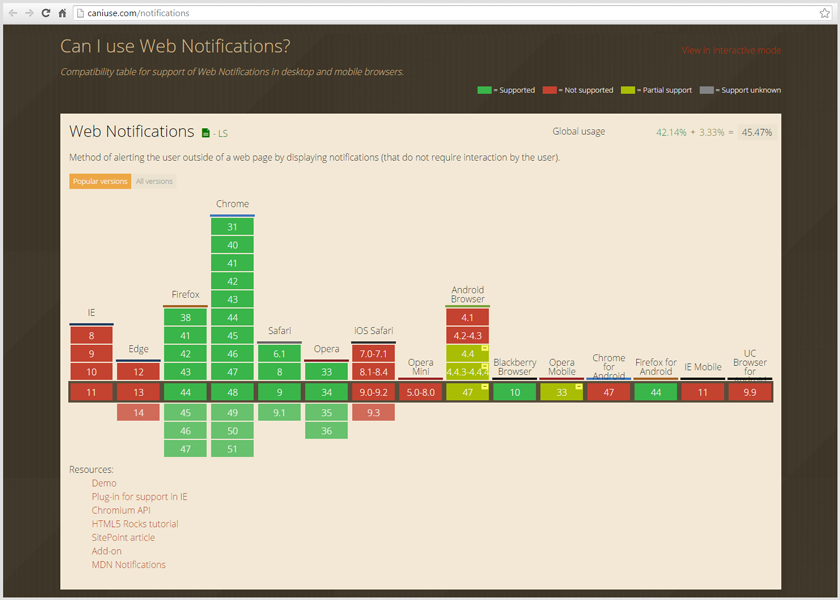 caniuse.com/notifications
Can I use Web Notifications?
View in interactive mode
Compatibility table for support of Web Notifications in desktop and mobile browsers.
= Supported = Not supported = Partial support = Support unknown
Web Notifications - LS
Global usage 42.14% + 3.33% = 45.47%
Method of alerting the user outside of a web page by displaying notifications (that do not require interaction by the user).
Popular versions All versions
IE
8
9
10
11
Edge
12
13
14
Firefox
38
41
42
43
44
45
46
47
Chrome
31
40
41
42
43
44
45
46
47
48
49
50
51
Safari
6.1
8
9
9.1
Opera
33
34
35
36
iOS Safari
7.0-7.1
8.1-8.4
9.0-9.2
9.3
Opera
Mini
5.0-8.0
Android
Browser
4.1
4.2-4.3
4.4
4.4.3-4.4.4
47
Blackberry
Browser
10
Opera
Mobile
33
Chrome
for
Android
47
Firefox for
Android
44
IE Mobile
11
UC
Browser
for
9.9
Resources:
Demo
Plug-in for support in IE
Chromium API
HTML5 Rocks tutorial
SitePoint article
Add-on
MDN Notifications